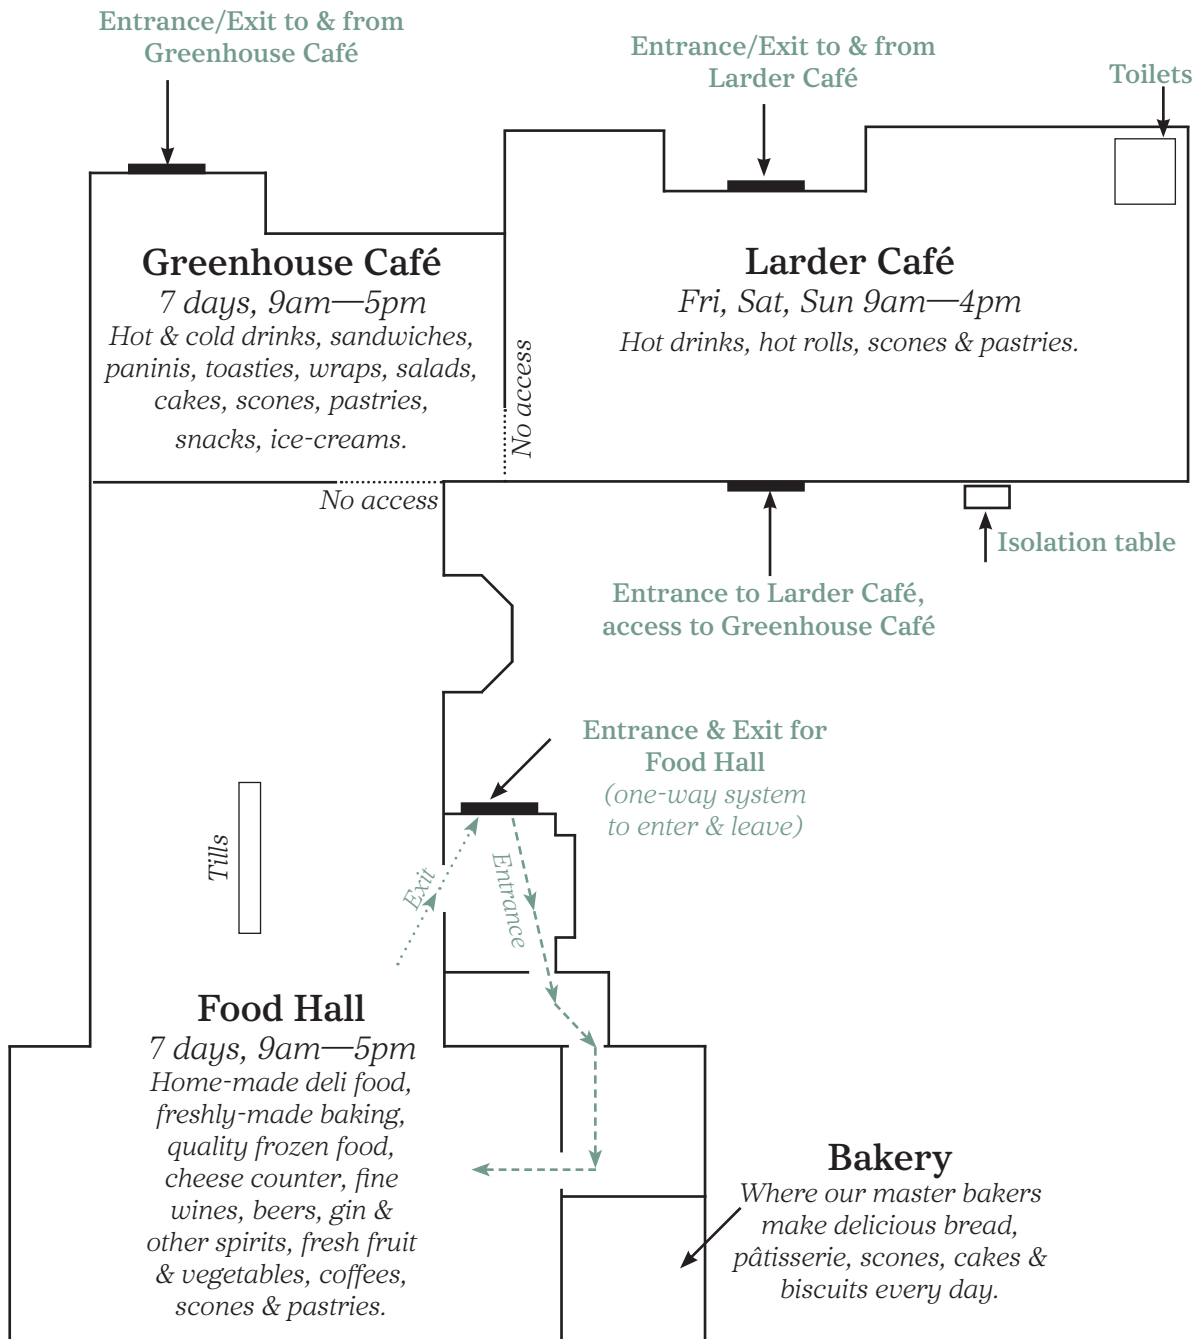 Entrance/Exit to & from
Greenhouse Café
Entrance/Exit to & from
Larder Café
Toilets
Greenhouse Café
7 days, 9am—5pm
Hot & cold drinks, sandwiches,
paninis, toasties, wraps, salads,
cakes, scones, pastries,
snacks, ice-creams.
No access
Larder Café
Fri, Sat, Sun 9am—4pm
Hot drinks, hot rolls, scones & pastries.
No access
Isolation table
Entrance to Larder Café,
access to Greenhouse Café
Entrance & Exit for
Food Hall
(one-way system
to enter & leave)
Tills
Exit
Entrance
Food Hall
7 days, 9am—5pm
Home-made deli food,
freshly-made baking,
quality frozen food,
cheese counter, fine
wines, beers, gin &
other spirits, fresh fruit
& vegetables, coffees,
scones & pastries.
Bakery
Where our master bakers
make delicious bread,
pâtisserie, scones, cakes &
biscuits every day.